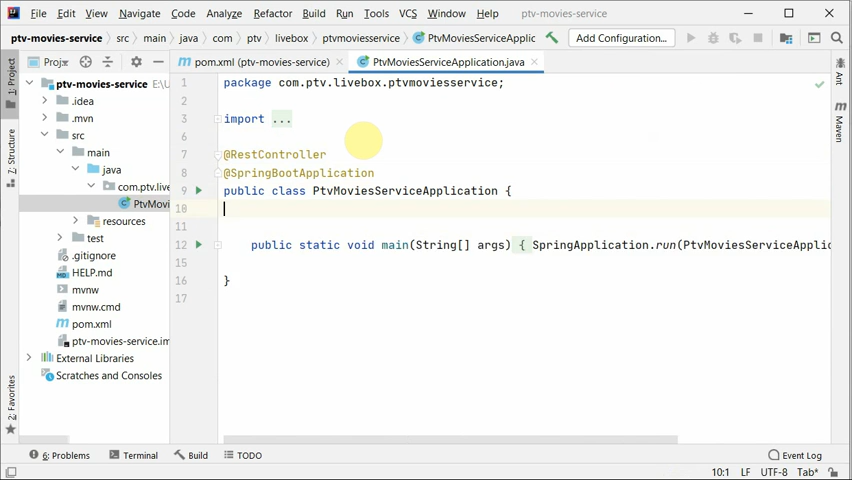 File Edit View Navigate Code Analyze Refactor Build Run Tools VCS Window Help ptv-movies-service
ptv-movies-service src main java com ptv livebox ptvmoviesservice PtvMoviesServiceApplic Add Configuration...
1: Project
Proj
pom.xml (ptv-movies-service)
PtvMoviesServiceApplication.java
ptv-movies-service E:\U
.idea
.mvn
src
main
java
com.ptv.live
PtvMovi
resources
test
.gitignore
HELP.md
mvnw
mvnw.cmd
pom.xml
ptv-movies-service.im
External Libraries
Scratches and Consoles
7: Structure
2: Favorites
1 package com.ptv.livebox.ptvmoviesservice;
2
3 import ...
6
7 @RestController
8 @SpringBootApplication
9 public class PtvMoviesServiceApplication {
10
11
12 public static void main(String[] args) { SpringApplication.run(PtvMoviesServiceApplic
15
16 }
17
Ant
Maven
6: Problems Terminal Build TODO Event Log
10:1 LF UTF-8 Tab*